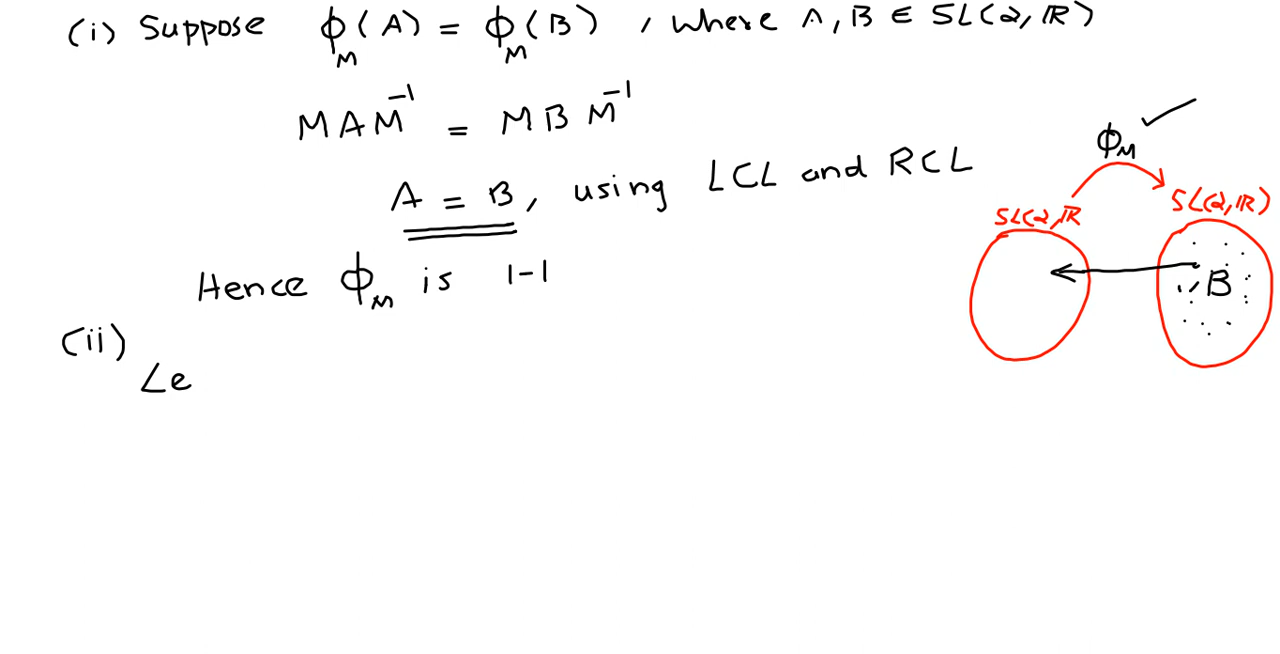 (i) Suppose ϕ_M(A) = ϕ_M(B), where A, B ∈ SL(2, ℝ)
MAM⁻¹ = MBM⁻¹
A = B, using LCL and RCL
Hence ϕ_M is 1-1
(ii)
Le
ϕ_M ✓
SL(2, ℝ
SL(2, ℝ)
B